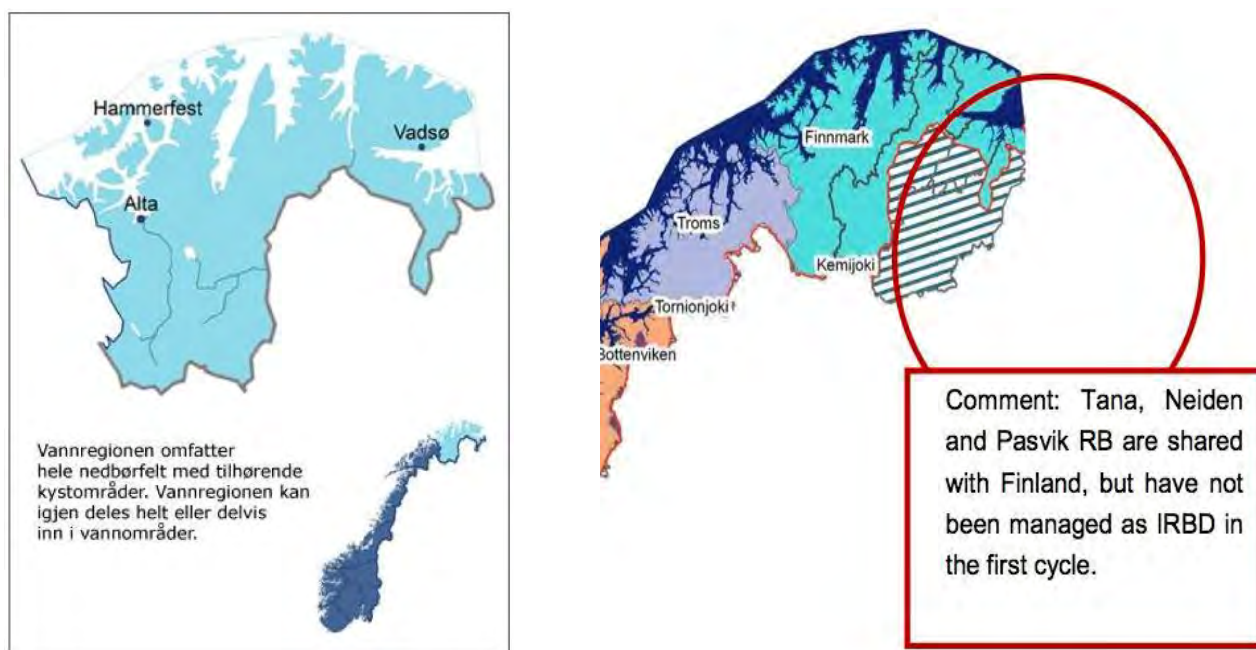 Hammerfest
Vadsø
Alta
Vannregionen omfatter
hele nedbørfelt med tilhørende
kystområder. Vannregionen kan
igjen deles helt eller delvis
inn i vannområder.
Finnmark
Troms
Kemijoki
Tornionjoki
Bottenviken
Comment: Tana, Neiden
and Pasvik RB are shared
with Finland, but have not
been managed as IRBD in
the first cycle.